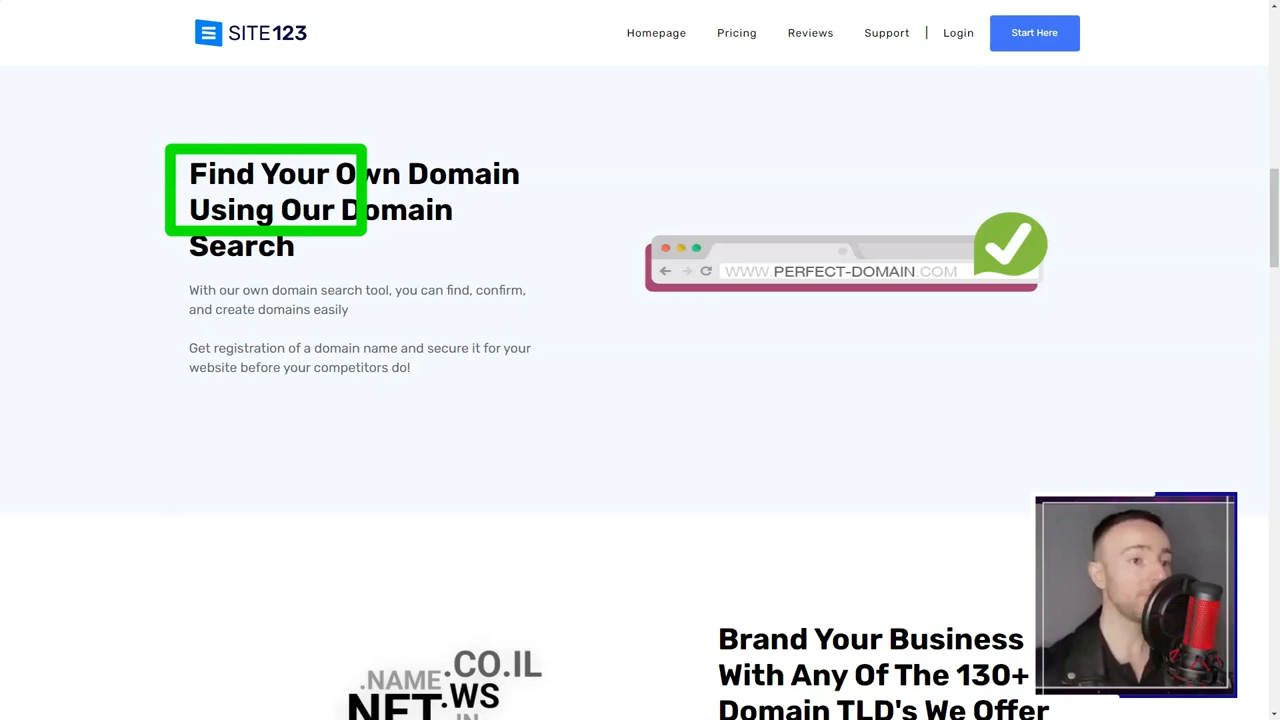 SITE123
Homepage
Pricing
Reviews
Support
|
Login
Start Here
Find Your Own Domain
Using Our Domain
Search
With our own domain search tool, you can find, confirm,
and create domains easily
Get registration of a domain name and secure it for your
website before your competitors do!
WWW.PERFECT-DOMAIN.COM
.NAME
.CO.IL
.NET
.WS
.IN
Brand Your Business
With Any Of The 130+
Domain TLD's We Offer